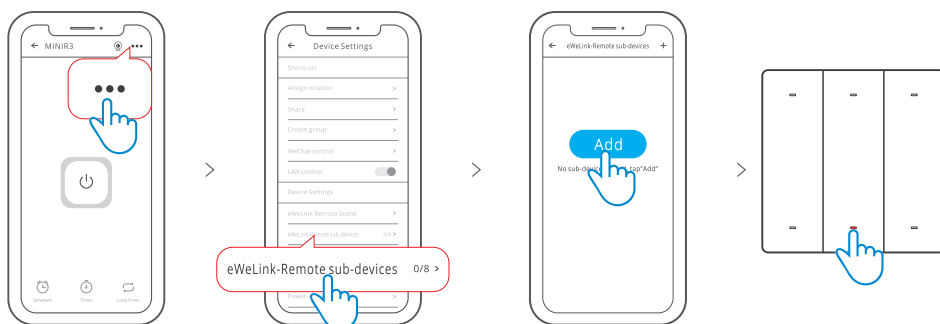 MINIR3
Schedule
Timer
Loop Timer
Device Settings
Shortcuts
Assign location
Share
Create group
WeChat control
LAN control
Device Settings
eWeLink Remote Scene
eWeLink-Remote sub-devices 0/8
eWeLink-Remote sub-devices 0/8
Power-
eWeLink-Remote sub-devices
Add
No sub-device tap"Add"